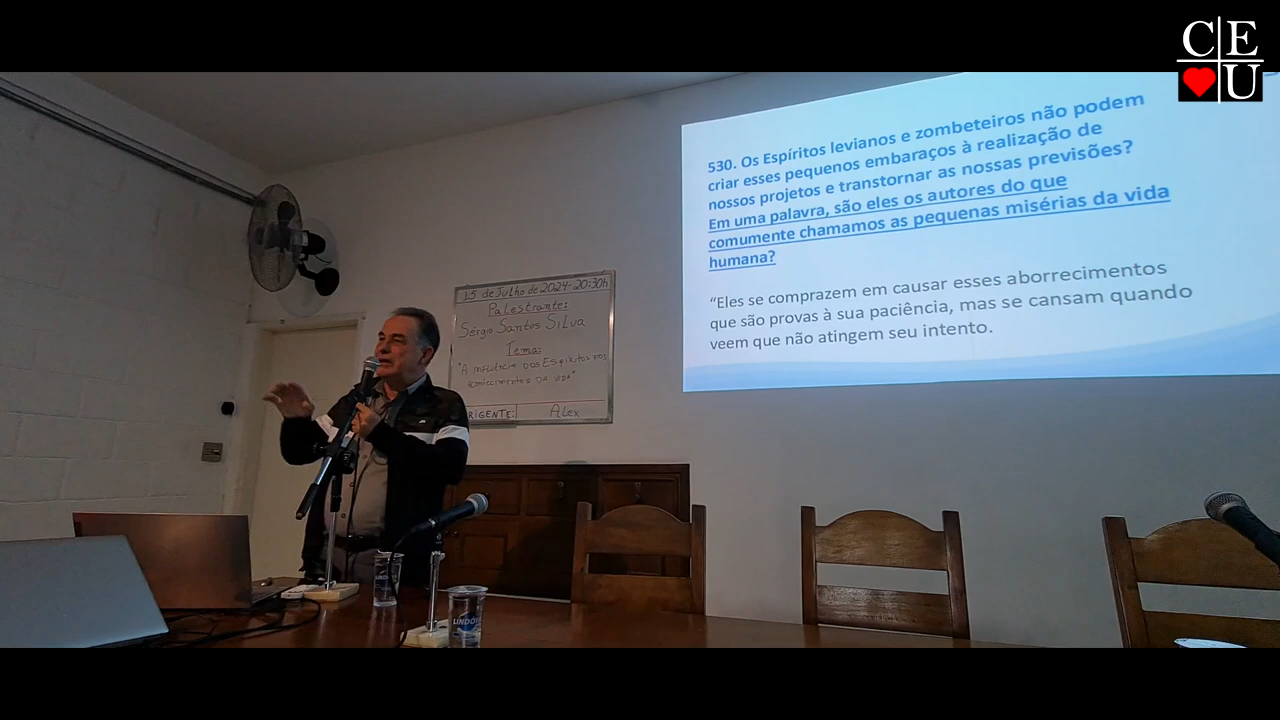 CE
U
530. Os Espíritos levianos e zombeteiros não podem
criar esses pequenos embaraços à realização de
nossos projetos e transtornar as nossas previsões?
Em uma palavra, são eles os autores do que
comumente chamamos as pequenas misérias da vida
humana?
“Eles se comprazem em causar esses aborrecimentos
que são provas à sua paciência, mas se cansam quando
veem que não atingem seu intento.
15 de Julho de 2024-20:30h
Palestrante:
Sérgio Santos Silva
Tema:
"A influência dos Espíritos nos
acontecimentos da vida"
RIGENTE: Alex
LINDOY